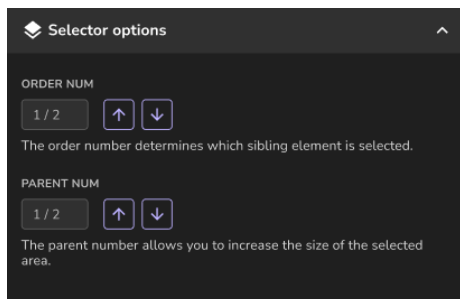 Selector options
ORDER NUM
1 / 2
The order number determines which sibling element is selected.
PARENT NUM
1 / 2
The parent number allows you to increase the size of the selected
area.